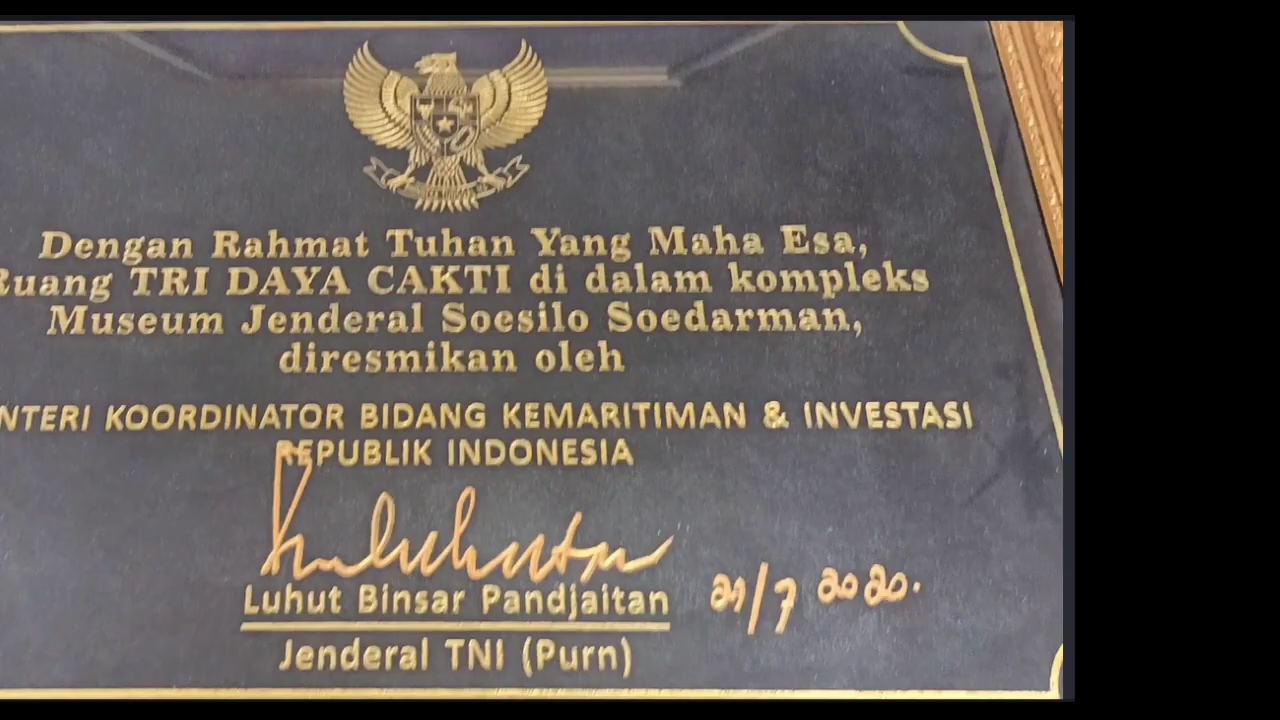 Dengan Rahmat Tuhan Yang Maha Esa,
Ruang TRI DAYA CAKTI di dalam kompleks
Museum Jenderal Soesilo Soedarman,
diresmikan oleh
NTERI KOORDINATOR BIDANG KEMARITIMAN & INVESTASI
REPUBLIK INDONESIA
Luhut Binsar Pandjaitan
21/7 2020.
Jenderal TNI (Purn)